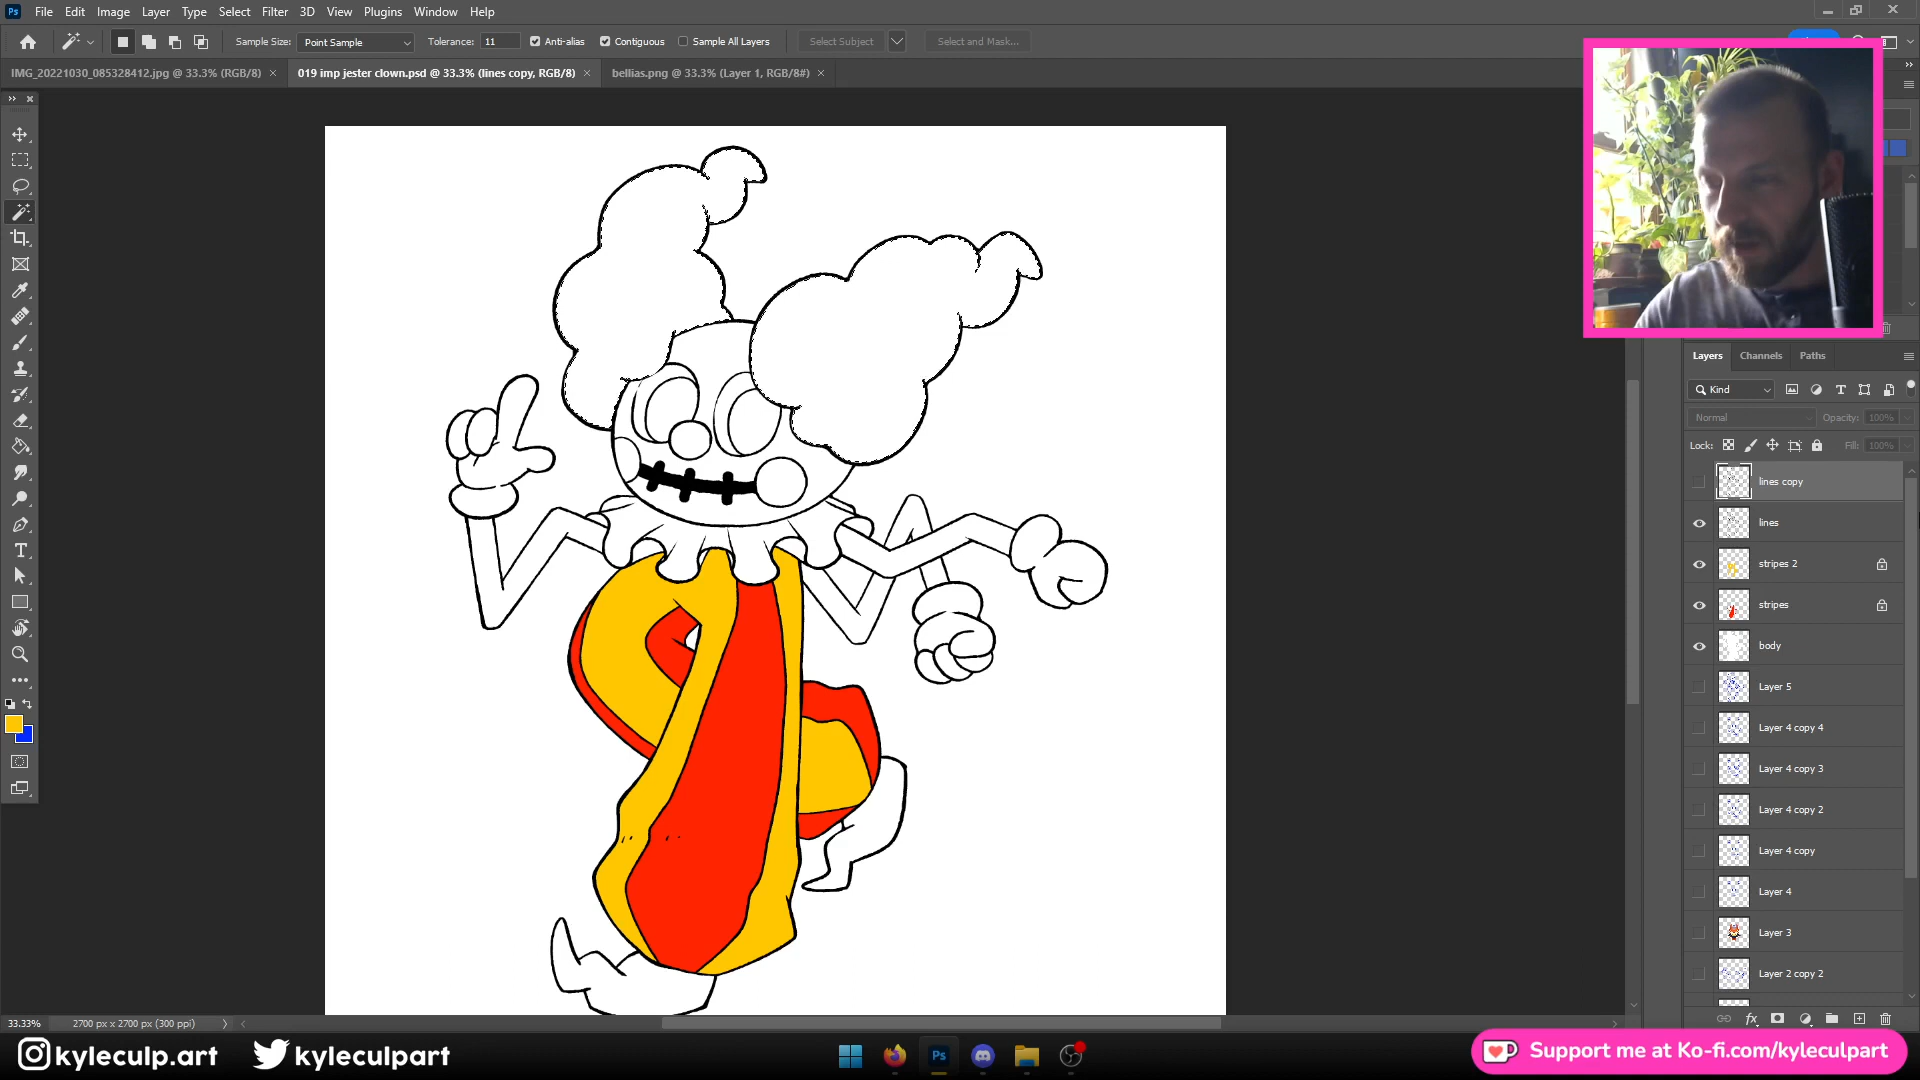 File Edit Image Layer Type Select Filter 3D View Plugins Window Help
Sample Size: Point Sample Tolerance: 11 Anti-alias Contiguous Sample All Layers Select Subject Select and Mask...
IMG_20221030_085328412.jpg @ 33.3% (RGB/8) 019 imp jester clown.psd @ 33.3% (lines copy, RGB/8) bellias.png @ 33.3% (Layer 1, RGB/8#)
Layers Channels Paths
Kind
Normal Opacity: 100%
Lock: Fill: 100%
lines copy
lines
stripes 2
stripes
body
Layer 5
Layer 4 copy 4
Layer 4 copy 3
Layer 4 copy 2
Layer 4 copy
Layer 4
Layer 3
Layer 2 copy 2
33.33% 2700 px x 2700 px (300 ppi)
kyleculp.art kyleculpart
Support me at Ko-fi.com/kyleculpart